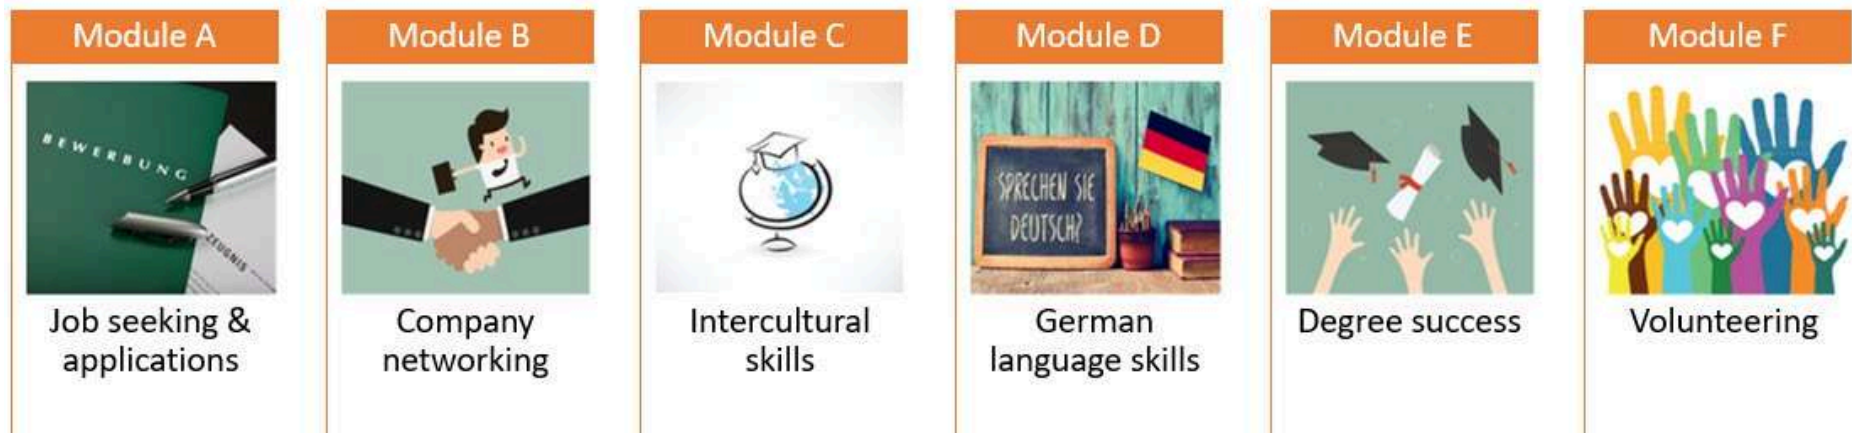 Module A
BEWERBUNG
ZEUGNIS
Job seeking &
applications
Module B
Company
networking
Module C
Intercultural
skills
Module D
SPRECHEN SIE
DEUTSCH?
German
language skills
Module E
Degree success
Module F
Volunteering